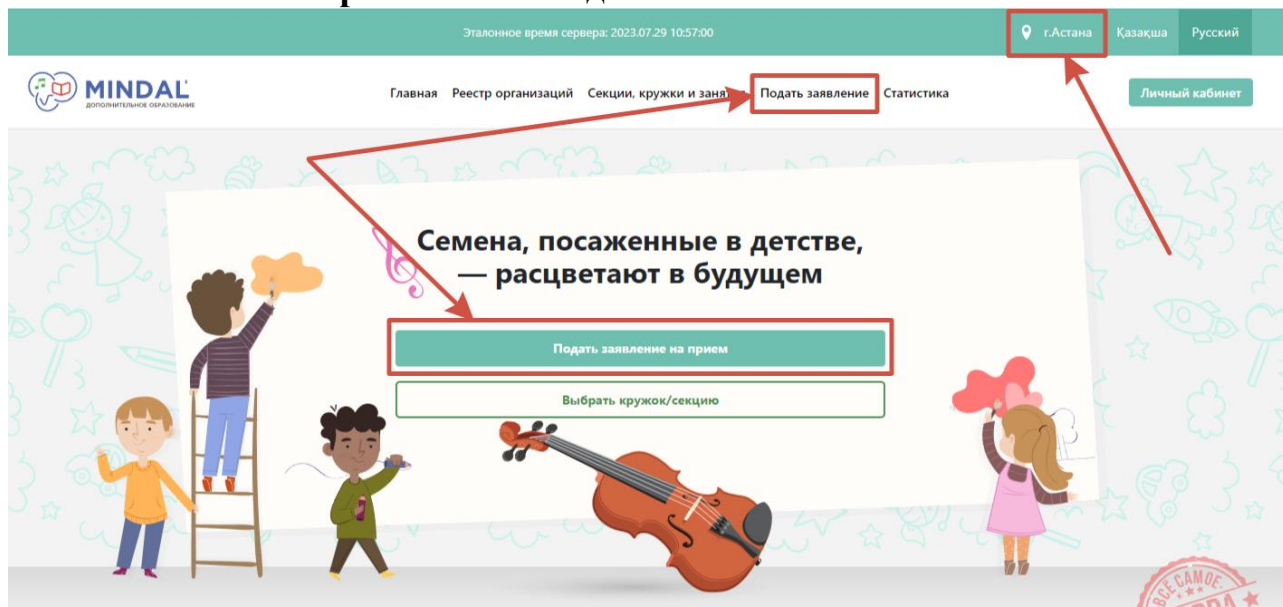 Эталонное время сервера: 2023.07.29 10:57:00
г.Астана Қазақша Русский
MINDAL
ДОПОЛНИТЕЛЬНОЕ ОБРАЗОВАНИЕ
Главная Реестр организаций Секции, кружки и Подать заявление Статистика
Личный кабинет
Семена, посаженные в детстве,
— расцветают в будущем
Подать заявление на прием
Выбрать кружок/секцию
ВСЁ САМОЕ